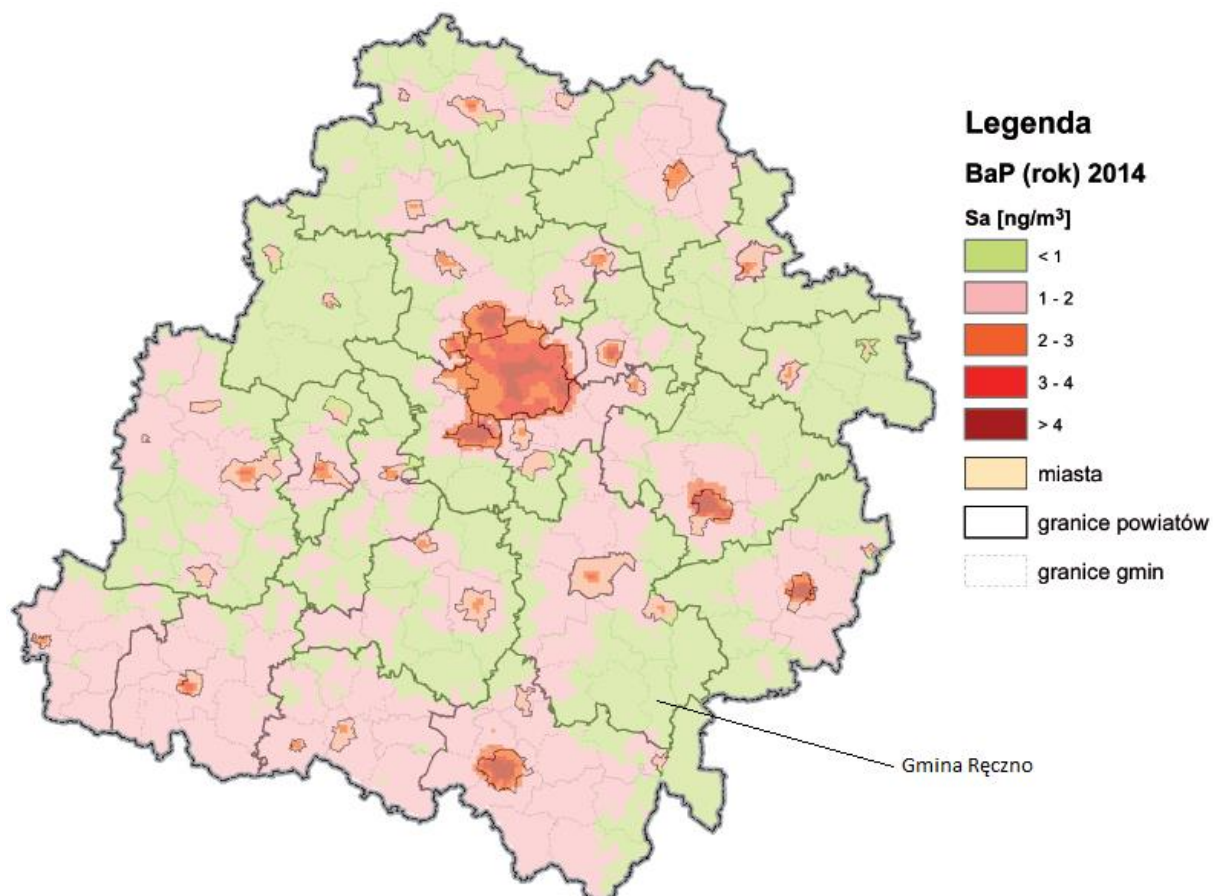 Legenda
BaP (rok) 2014
Sa [ng/m³]
< 1
1 - 2
2 - 3
3 - 4
> 4
miasta
granice powiatów
granice gmin
Gmina Ręczno